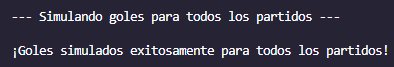 --- Simulando goles para todos los partidos ---
¡Goles simulados exitosamente para todos los partidos!